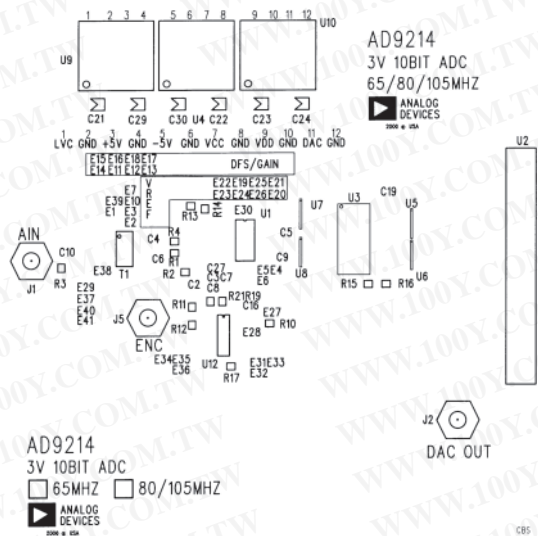 1 2 3 4 5 6 7 8 9 10 11 12
U9 U10
AD9214
3V 10BIT ADC
65/80/105MHZ
ANALOG
DEVICES
C21 C29 C30 U4 C22 C23 C24
1 2 3 4 5 6 7 8 9 10 11 12
LVC GND +5V GND -5V GND VCC GND VDD GND DAC GND
U2
E15 E16 E18 E17
E14 E11 E12 E13
DFS/GAIN
VREF
E7
E22 E19 E25 E21
E23 E24 E26 E20
E39 E10
E1 E3
E2
R13 R14
E30 U1
U7
U3
C19
U5
AIN
C10
J1
R3
E38
T1
C4
R4
C6
R1
R2
C5
C9
U8
U6
C27
C3 C7
C2
C8
E5 E4
E6
R15 R16
E29
E37
E40
E41
J5
ENC
R11
R12
R21 R19
C16
E27
R10
E28
U12
E34 E35
E36
R17
E31 E33
E32
J2
DAC OUT
AD9214
3V 10BIT ADC
65MHZ 80/105MHZ
ANALOG
DEVICES
CBS
WWW.100Y.COM.TW